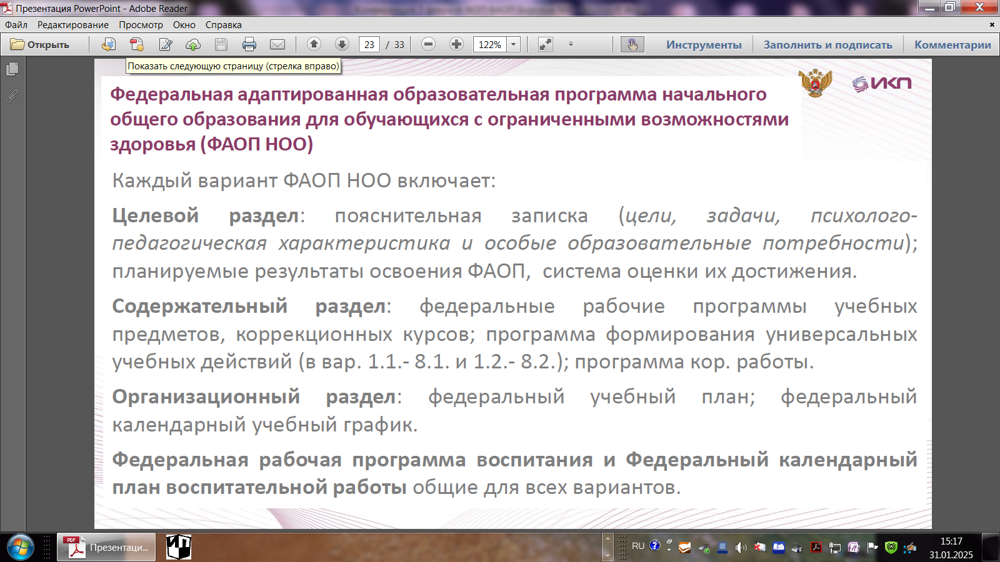 Презентация PowerPoint - Adobe Reader
Файл Редактирование Просмотр Окно Справка
Открыть 23 / 33 122% Инструменты Заполнить и подписать Комментарии
Показать следующую страницу (стрелка вправо)
ИКП
Федеральная адаптированная образовательная программа начального
общего образования для обучающихся с ограниченными возможностями
здоровья (ФАОП НОО)
Каждый вариант ФАОП НОО включает:
Целевой раздел: пояснительная записка (цели, задачи, психолого-
педагогическая характеристика и особые образовательные потребности);
планируемые результаты освоения ФАОП, система оценки их достижения.
Содержательный раздел: федеральные рабочие программы учебных
предметов, коррекционных курсов; программа формирования универсальных
учебных действий (в вар. 1.1.- 8.1. и 1.2.- 8.2.); программа кор. работы.
Организационный раздел: федеральный учебный план; федеральный
календарный учебный график.
Федеральная рабочая программа воспитания и Федеральный календарный
план воспитательной работы общие для всех вариантов.
PDF Презентаци...
RU
15:17
31.01.2025